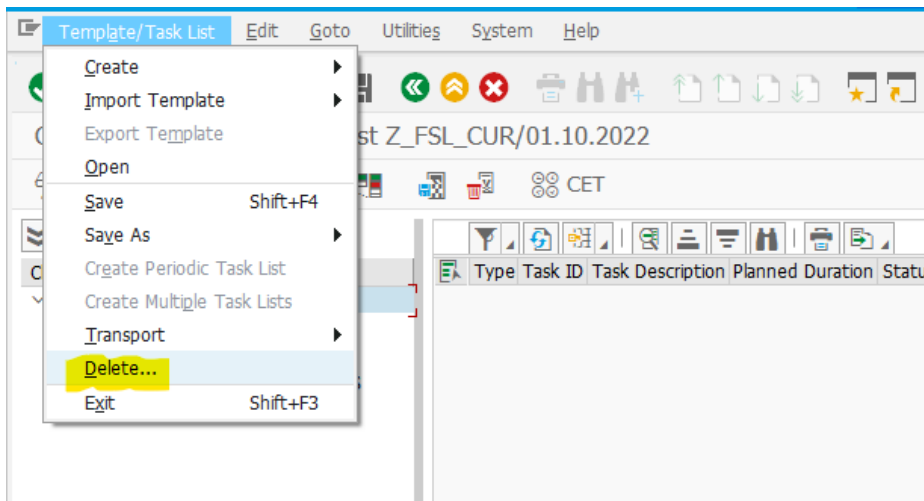 Template/Task List Edit Goto Utilities System Help
Create
Import Template
Export Template
st Z_FSL_CUR/01.10.2022
Open
Save Shift+F4
CET
Save As
Create Periodic Task List
Type Task ID Task Description Planned Duration Statu
Create Multiple Task Lists
Transport
Delete...
Exit Shift+F3